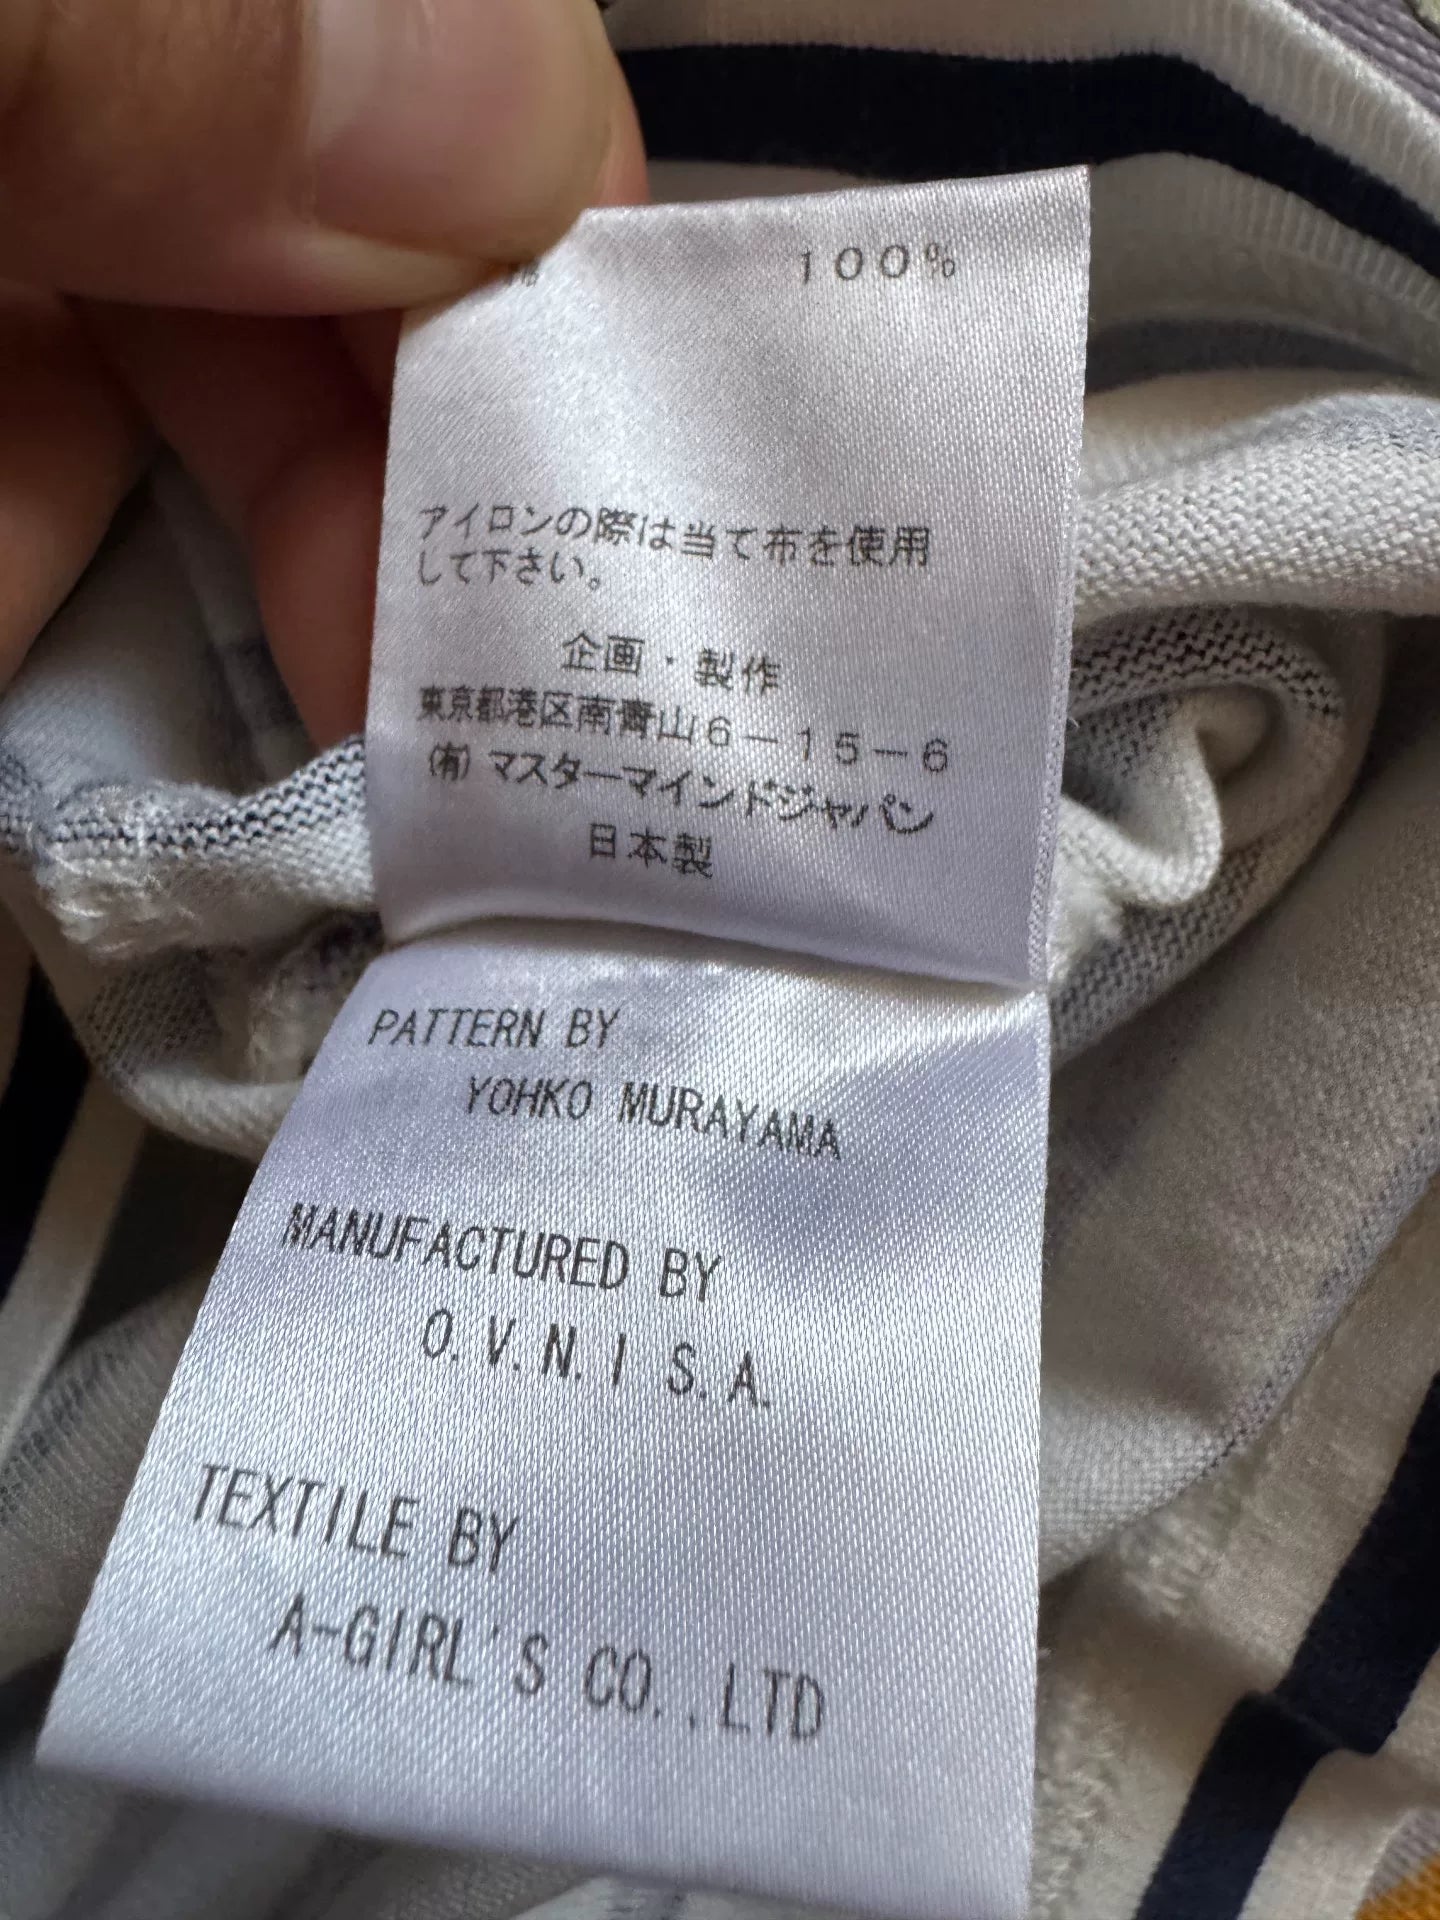 100%
アイロンの際は当て布を使用
して下さい。
企画・製作
東京都港区南青山6－15－6
(有)マスターマインドジャパン
日本製
PATTERN BY
YOHKO MURAYAMA
MANUFACTURED BY
O.V.N.I S.A.
TEXTILE BY
A-GIRL'S CO.,LTD